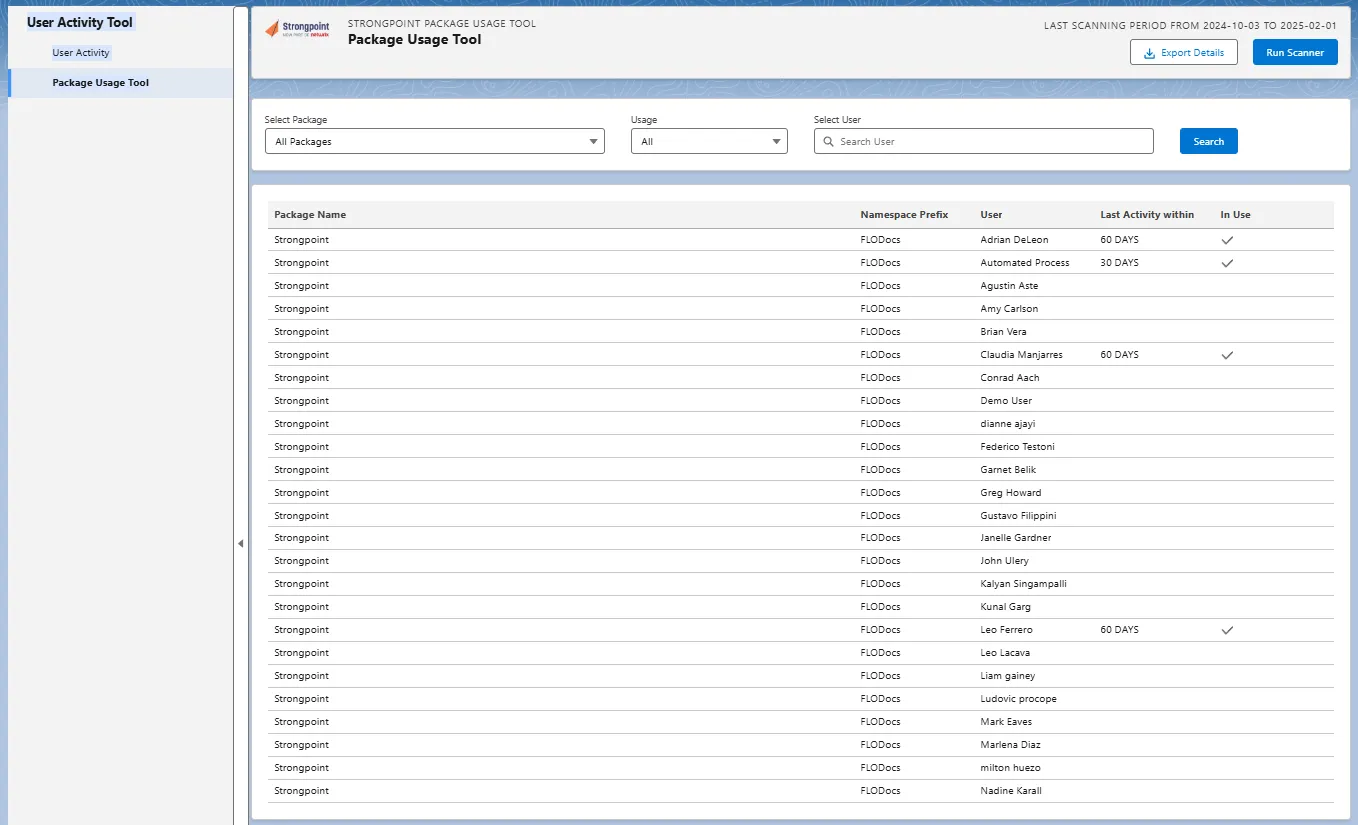 User Activity Tool
User Activity
Package Usage Tool
Strongpoint
STRONGPOINT PACKAGE USAGE TOOL
Package Usage Tool
LAST SCANNING PERIOD FROM 2024-10-03 TO 2025-02-01
Export Details
Run Scanner
Select Package
Usage
Select User
All Packages
All
Search User
Search
Package Name Namespace Prefix User Last Activity within In Use
Strongpoint FLODocs Adrian DeLeon 60 DAYS
Strongpoint FLODocs Automated Process 30 DAYS
Strongpoint FLODocs Agustin Aste
Strongpoint FLODocs Amy Carlson
Strongpoint FLODocs Brian Vera
Strongpoint FLODocs Claudia Manjarres 60 DAYS
Strongpoint FLODocs Conrad Aach
Strongpoint FLODocs Demo User
Strongpoint FLODocs dianne ajayi
Strongpoint FLODocs Federico Testoni
Strongpoint FLODocs Garnet Belik
Strongpoint FLODocs Greg Howard
Strongpoint FLODocs Gustavo Filippini
Strongpoint FLODocs Janelle Gardner
Strongpoint FLODocs John Ulery
Strongpoint FLODocs Kalyan Singampalli
Strongpoint FLODocs Kunal Garg
Strongpoint FLODocs Leo Ferrero 60 DAYS
Strongpoint FLODocs Leo Lacava
Strongpoint FLODocs Liam gainey
Strongpoint FLODocs Ludovic procope
Strongpoint FLODocs Mark Eaves
Strongpoint FLODocs Marlena Diaz
Strongpoint FLODocs milton huezo
Strongpoint FLODocs Nadine Karall